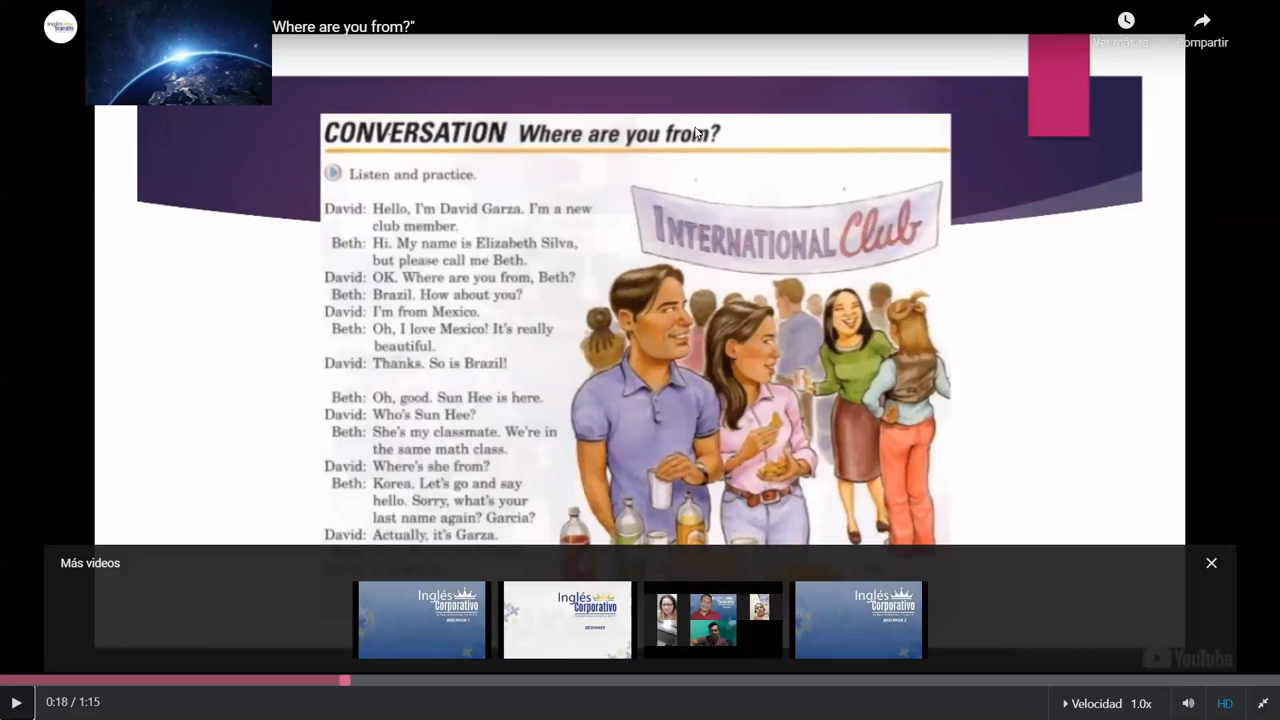 Where are you from?"
Ver más ta
Compartir
CONVERSATION Where are you from?
Listen and practice.
David: Hello, I'm David Garza. I'm a new
club member.
Beth: Hi. My name is Elizabeth Silva,
but please call me Beth.
David: OK. Where are you from, Beth?
Beth: Brazil. How about you?
David: I'm from Mexico.
Beth: Oh, I love Mexico! It's really
beautiful.
David: Thanks. So is Brazil!
Beth: Oh, good. Sun Hee is here.
David: Who's Sun Hee?
Beth: She's my classmate. We're in
the same math class.
David: Where's she from?
Beth: Korea. Let's go and say
hello. Sorry, what's your
last name again? Garcia?
David: Actually, it's Garza.
INTERNATIONAL Club
Más videos
Inglés
Corporativo
BEGINNER 1
Inglés
Corporativo
BEGINNER
Inglés
Corporativo
BEGINNER 2
YouTube
0:18 / 1:15
Velocidad 1.0x
HD